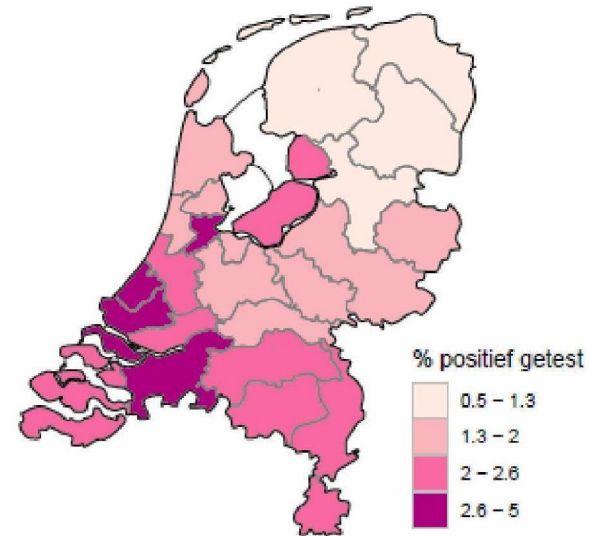 % positief getest
0.5 – 1.3
1.3 – 2
2 – 2.6
2.6 – 5